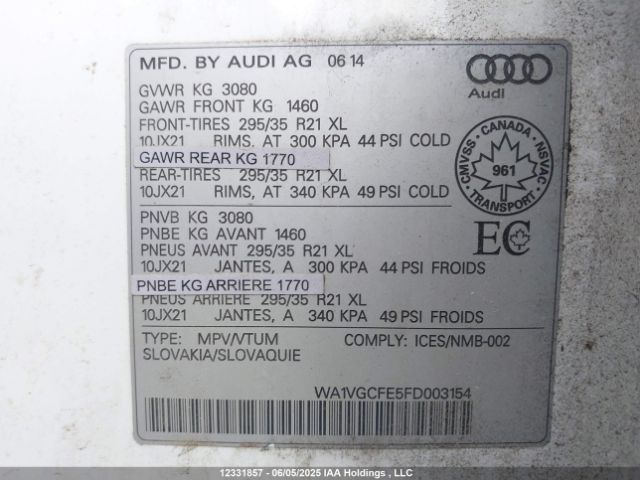 MFD. BY AUDI AG 06 14
Audi
GVWR KG 3080
GAWR FRONT KG 1460
FRONT-TIRES 295/35 R21 XL
10JX21 RIMS, AT 300 KPA 44 PSI COLD
GAWR REAR KG 1770
REAR-TIRES 295/35 R21 XL
10JX21 RIMS, AT 340 KPA 49 PSI COLD
CANADA
CMVSS
NSVAC
961
TRANSPORT
PNVB KG 3080
PNBE KG AVANT 1460
PNEUS AVANT 295/35 R21 XL
10JX21 JANTES, A 300 KPA 44 PSI FROIDS
PNBE KG ARRIERE 1770
PNEUS ARRIERE 295/35 R21 XL
10JX21 JANTES, A 340 KPA 49 PSI FROIDS
EC
TYPE: MPV/VTUM COMPLY: ICES/NMB-002
SLOVAKIA/SLOVAQUIE
WA1VGCFE5FD003154
12331857 - 06/05/2025 IAA Holdings , LLC